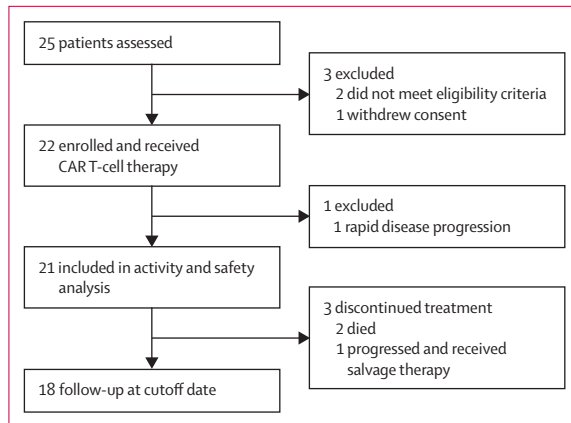 25 patients assessed
3 excluded
2 did not meet eligibility criteria
1 withdrew consent
22 enrolled and received
CAR T-cell therapy
1 excluded
1 rapid disease progression
21 included in activity and safety
analysis
3 discontinued treatment
2 died
1 progressed and received
salvage therapy
18 follow-up at cutoff date